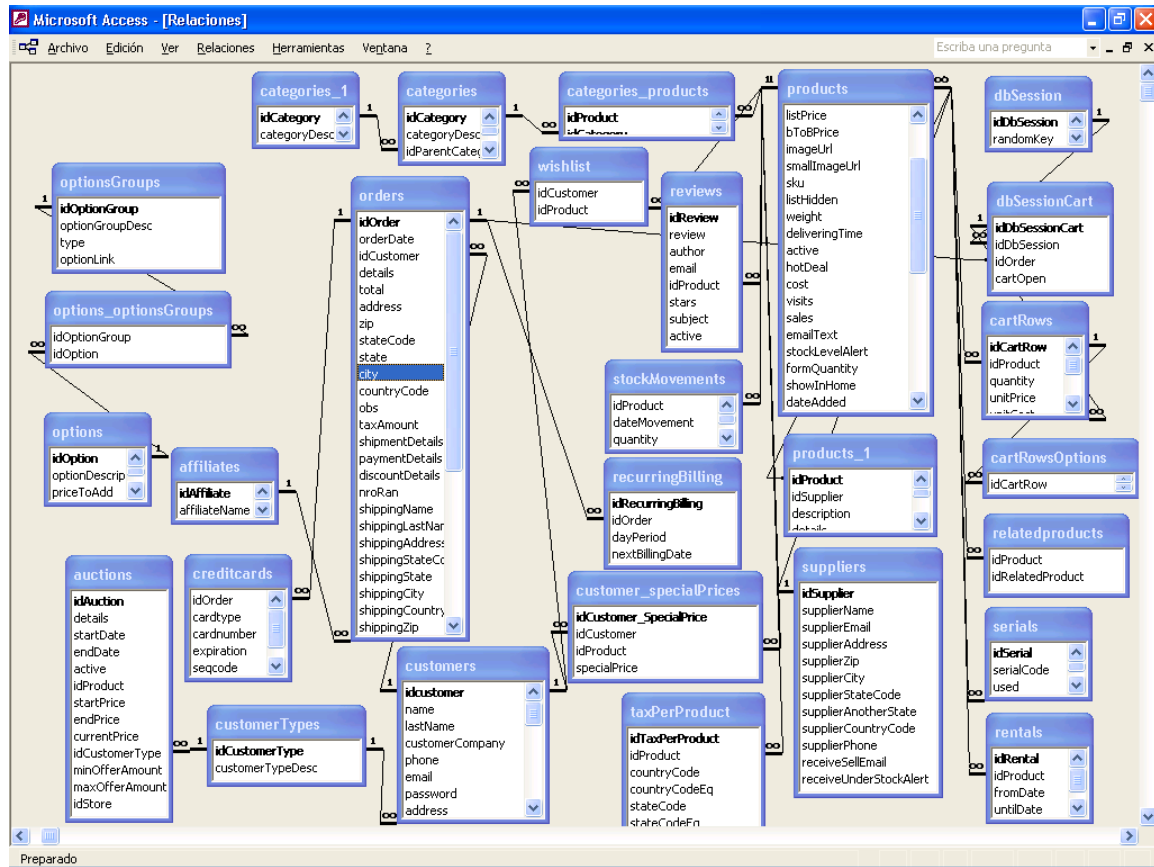 Microsoft Access - [Relaciones]
Archivo Edición Ver Relaciones Herramientas Ventana ? Escriba una pregunta
categories_1
idCategory
categoryDesc
categories
idCategory
categoryDesc
idParentCateg
categories_products
idProduct
idCategory
products
listPrice
bToBPrice
imageUrl
smallImageUrl
sku
listHidden
weight
deliveringTime
active
hotDeal
cost
visits
sales
emailText
stockLevelAlert
formQuantity
showInHome
dateAdded
dbSession
idDbSession
randomKey
optionsGroups
idOptionGroup
optionGroupDesc
type
optionLink
orders
idOrder
orderDate
idCustomer
details
total
address
zip
stateCode
state
city
countryCode
obs
taxAmount
shipmentDetails
paymentDetails
discountDetails
nroRan
shippingName
shippingLastNar
shippingAddress
shippingStateCo
shippingState
shippingCity
shippingCountry
shippingZip
wishlist
idCustomer
idProduct
reviews
idReview
review
author
email
idProduct
stars
subject
active
dbSessionCart
idDbSessionCart
idDbSession
idOrder
cartOpen
options_optionsGroups
idOptionGroup
idOption
cartRows
idCartRow
idProduct
quantity
unitPrice
unitCost
stockMovements
idProduct
dateMovement
quantity
options
idOption
optionDescrip
priceToAdd
affiliates
idAffiliate
affiliateName
products_1
idProduct
idSupplier
description
details
cartRowsOptions
idCartRow
recurringBilling
idRecurringBilling
idOrder
dayPeriod
nextBillingDate
relatedproducts
idProduct
idRelatedProduct
auctions
idAuction
details
startDate
endDate
active
idProduct
startPrice
endPrice
currentPrice
idCustomerType
minOfferAmount
maxOfferAmount
idStore
creditcards
idOrder
cardtype
cardnumber
expiration
seqcode
customer_specialPrices
idCustomer_SpecialPrice
idCustomer
idProduct
specialPrice
suppliers
idSupplier
supplierName
supplierEmail
supplierAddress
supplierZip
supplierCity
supplierStateCode
supplierAnotherState
supplierCountryCode
supplierPhone
receiveSellEmail
receiveUnderStockAlert
serials
idSerial
serialCode
used
customers
idcustomer
name
lastName
customerCompany
phone
email
password
address
customerTypes
idCustomerType
customerTypeDesc
taxPerProduct
idTaxPerProduct
idProduct
countryCode
countryCodeEq
stateCode
stateCodeEq
rentals
idRental
idProduct
fromDate
untilDate
Preparado